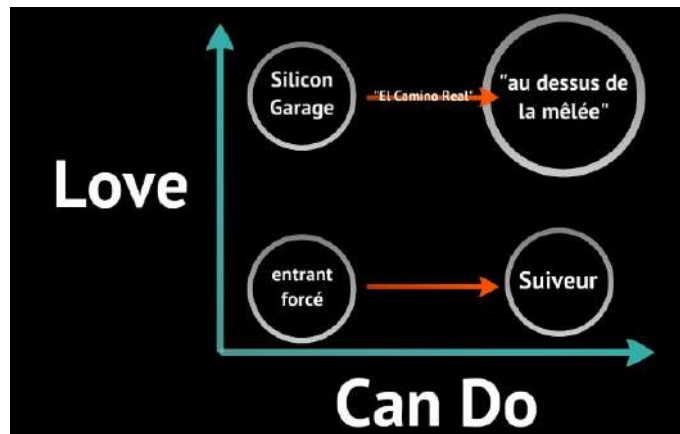 Silicon
Garage
"El Camino Real"
"au dessus de
la mêlée"
Love
entrant
forcé
Suiveur
Can Do